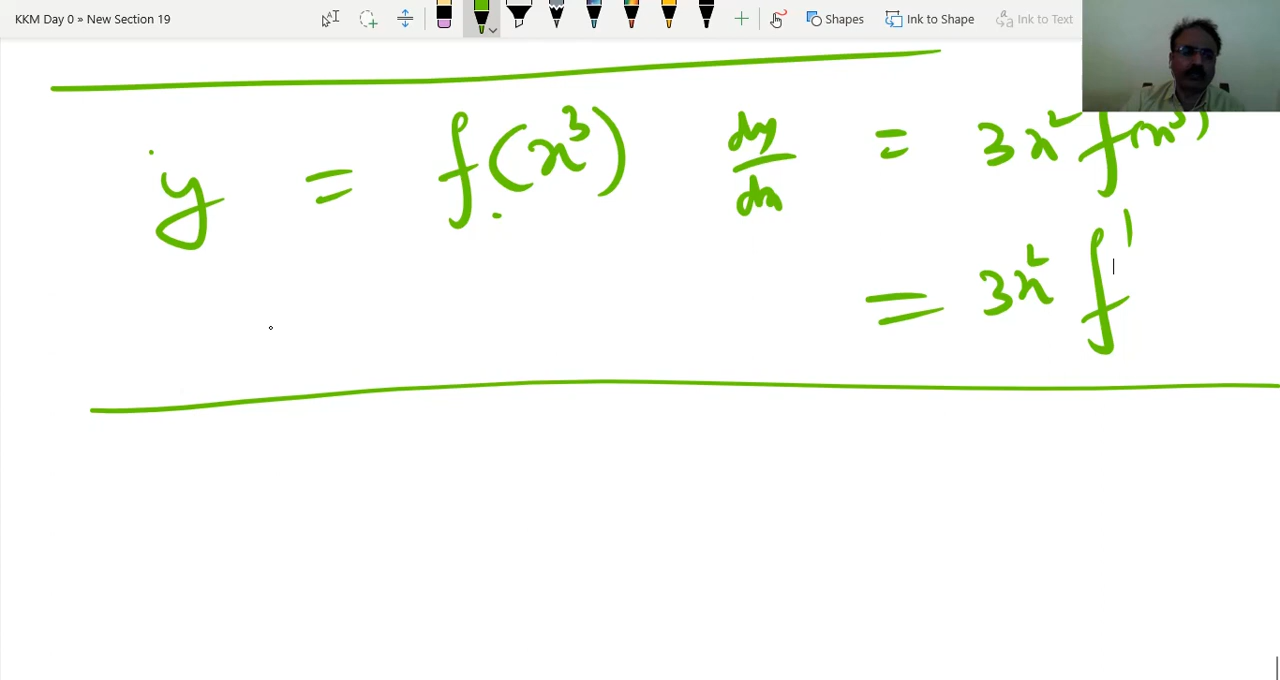 KKM Day 0 » New Section 19
Shapes Ink to Shape Ink to Text
y = f(x³) dy/dx = 3x² f(x³)
= 3x² f'